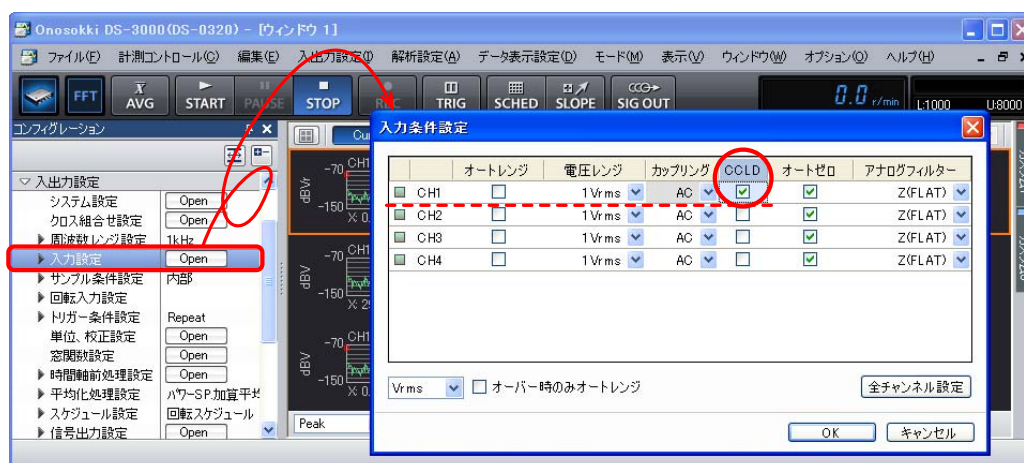 Onosokki DS-3000(DS-0320) - [ウィンドウ 1]
ファイル(F) 計測コントロール(C) 編集(E) 入出力設定(I) 解析設定(A) データ表示設定(D) モード(M) 表示(V) ウィンドウ(W) オプション(O) ヘルプ(H)
FFT AVG START PAUSE STOP REC TRIG SCHED SLOPE SIG OUT 0.0 r/min L:1000 U:8000
コンフィグレーション
入出力設定
システム設定 Open
クロス組合せ設定 Open
周波数レンジ設定 1kHz
入力設定 Open
サンプル条件設定 内部
回転入力設定
トリガー条件設定 Repeat
単位、校正設定 Open
窓関数設定 Open
時間軸前処理設定 Open
平均化処理設定 パワーSP.加算平均
スケジュール設定 回転スケジュール
信号出力設定 Open
Cu
-70 CH1
dBVr
-150
X: 0.
-70 CH1
dBV
-150
X: 29
-70 CH1
dBV
-150
X: 0.
Peak
入力条件設定
オートレンジ 電圧レンジ カップリング CCLD オートゼロ アナログフィルター
CH1 1Vrms AC Z(FLAT)
CH2 1Vrms AC Z(FLAT)
CH3 1Vrms AC Z(FLAT)
CH4 1Vrms AC Z(FLAT)
Vrms オーバー時のみオートレンジ 全チャンネル設定
OK キャンセル